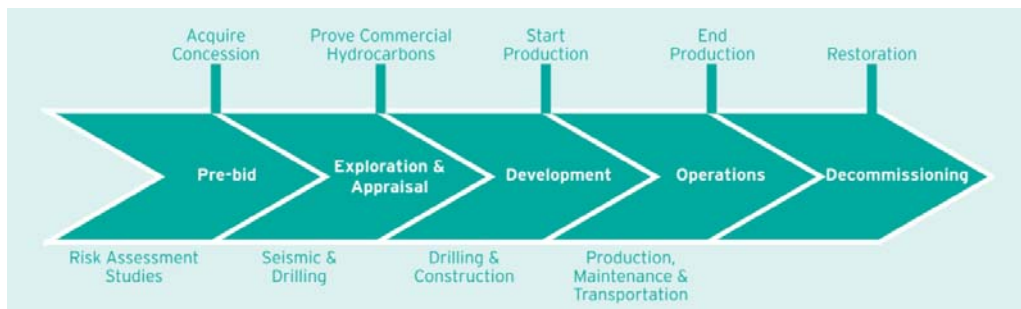 Acquire
Concession
Prove Commercial
Hydrocarbons
Start
Production
End
Production
Restoration
Pre-bid
Exploration &
Appraisal
Development
Operations
Decommissioning
Risk Assessment
Studies
Seismic &
Drilling
Drilling &
Construction
Production,
Maintenance &
Transportation